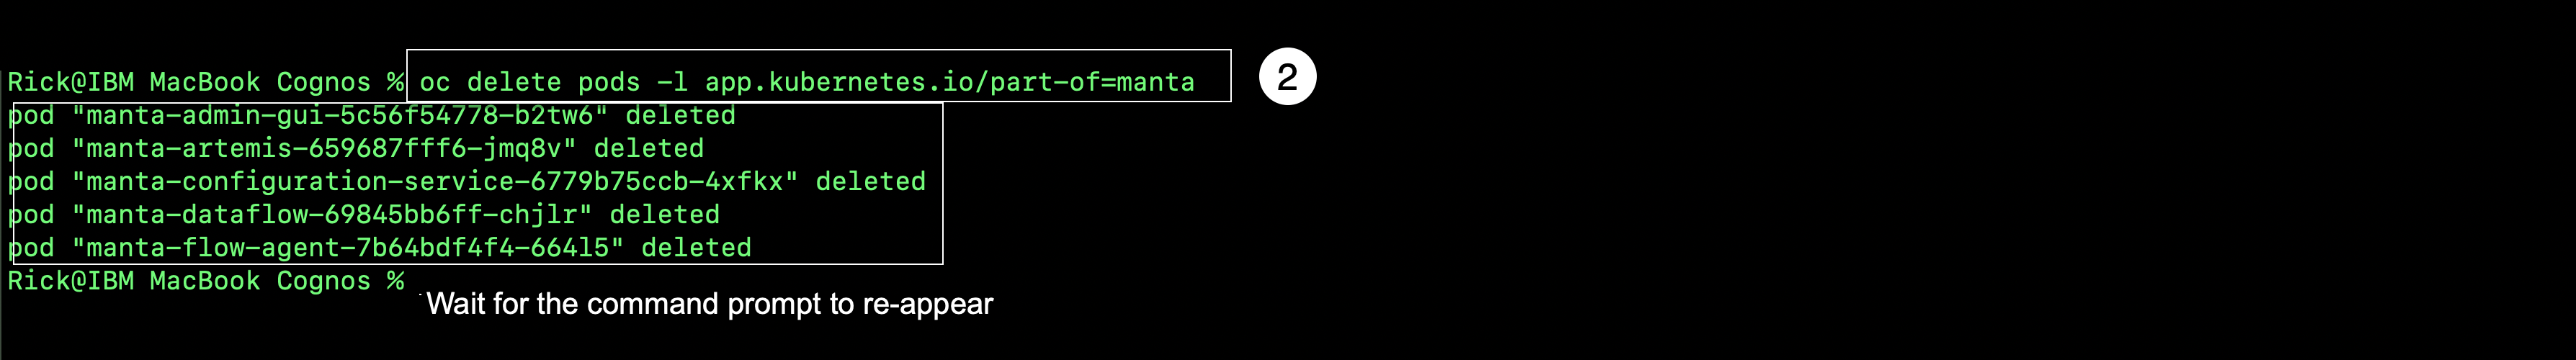 Rick@IBM MacBook Cognos % oc delete pods -l app.kubernetes.io/part-of=manta
2
pod "manta-admin-gui-5c56f54778-b2tw6" deleted
pod "manta-artemis-659687fff6-jmq8v" deleted
pod "manta-configuration-service-6779b75ccb-4xfkx" deleted
pod "manta-dataflow-69845bb6ff-chjlr" deleted
pod "manta-flow-agent-7b64bdf4f4-664l5" deleted
Rick@IBM MacBook Cognos %
Wait for the command prompt to re-appear